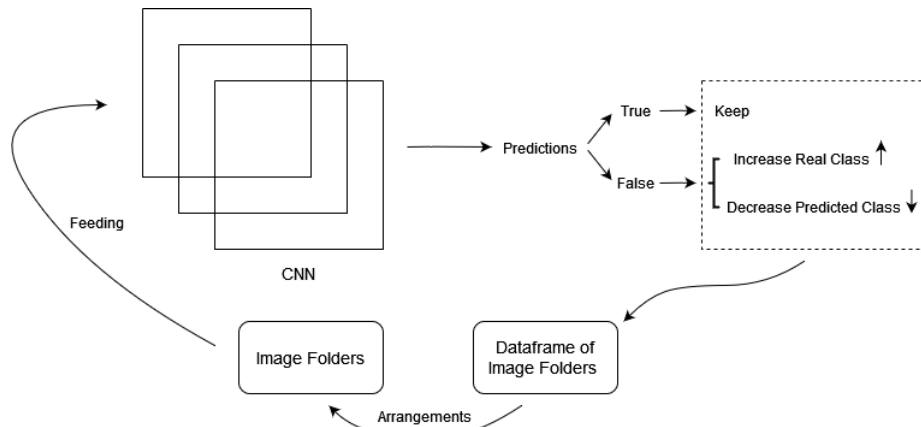 True
Keep
Predictions
Increase Real Class
False
Decrease Predicted Class
Feeding
CNN
Image Folders
Dataframe of
Image Folders
Arrangements